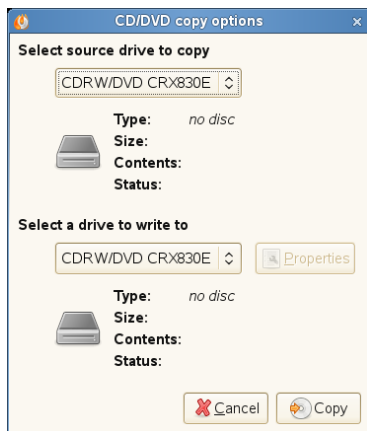 CD/DVD copy options
Select source drive to copy
CDRW/DVD CRX830E
Type: no disc
Size:
Contents:
Status:
Select a drive to write to
CDRW/DVD CRX830E Properties
Type: no disc
Size:
Contents:
Status:
Cancel Copy